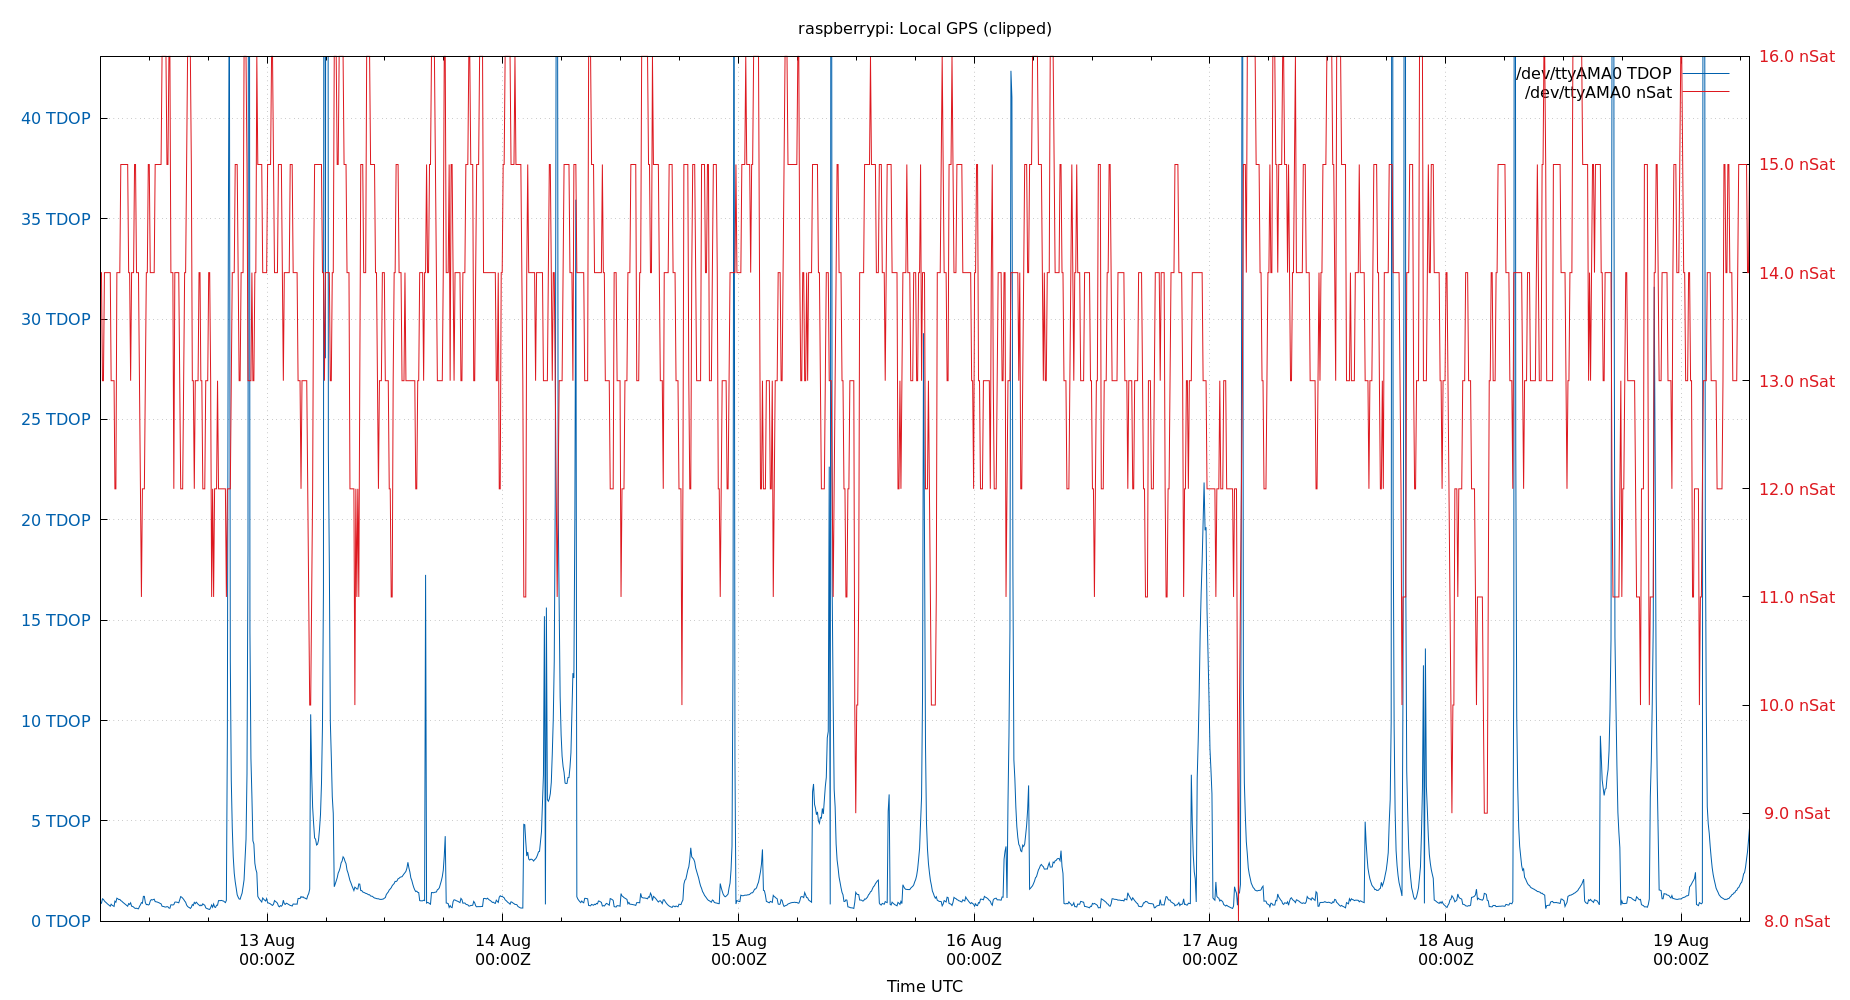 raspberrypi: Local GPS (clipped)
/dev/ttyAMA0 TDOP
/dev/ttyAMA0 nSat
40 TDOP
35 TDOP
30 TDOP
25 TDOP
20 TDOP
15 TDOP
10 TDOP
5 TDOP
0 TDOP
16.0 nSat
15.0 nSat
14.0 nSat
13.0 nSat
12.0 nSat
11.0 nSat
10.0 nSat
9.0 nSat
8.0 nSat
13 Aug
00:00Z
14 Aug
00:00Z
15 Aug
00:00Z
16 Aug
00:00Z
17 Aug
00:00Z
18 Aug
00:00Z
19 Aug
00:00Z
Time UTC